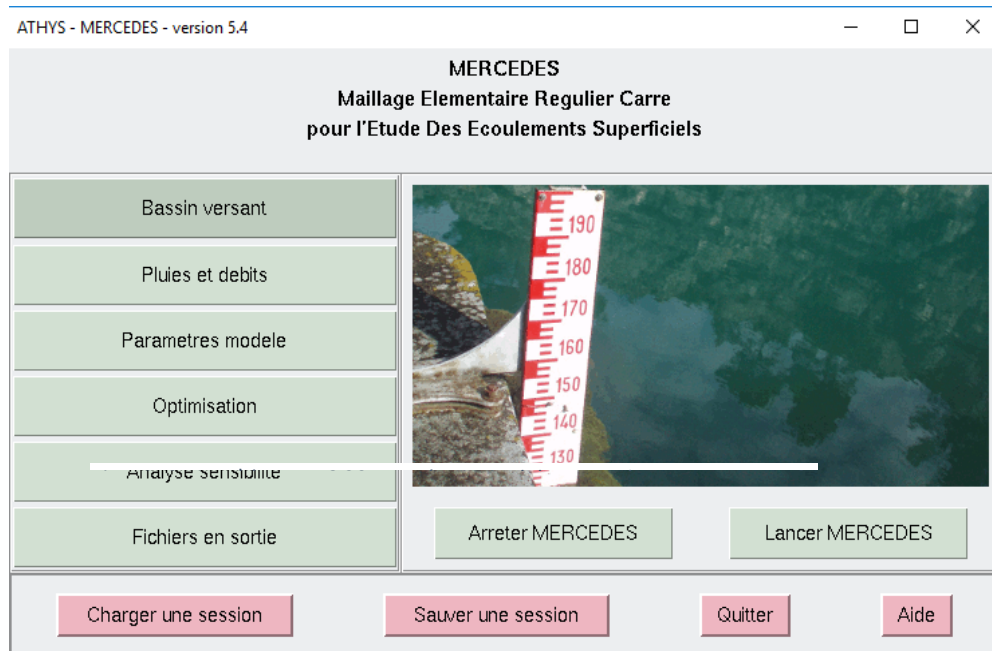 ATHYS - MERCEDES - version 5.4
MERCEDES
Maillage Elementaire Regulier Carre
pour l'Etude Des Ecoulements Superficiels
Bassin versant
Pluies et debits
Parametres modele
Optimisation
Analyse sensibilite
Fichiers en sortie
190
180
170
160
150
140
130
Arreter MERCEDES
Lancer MERCEDES
Charger une session
Sauver une session
Quitter
Aide